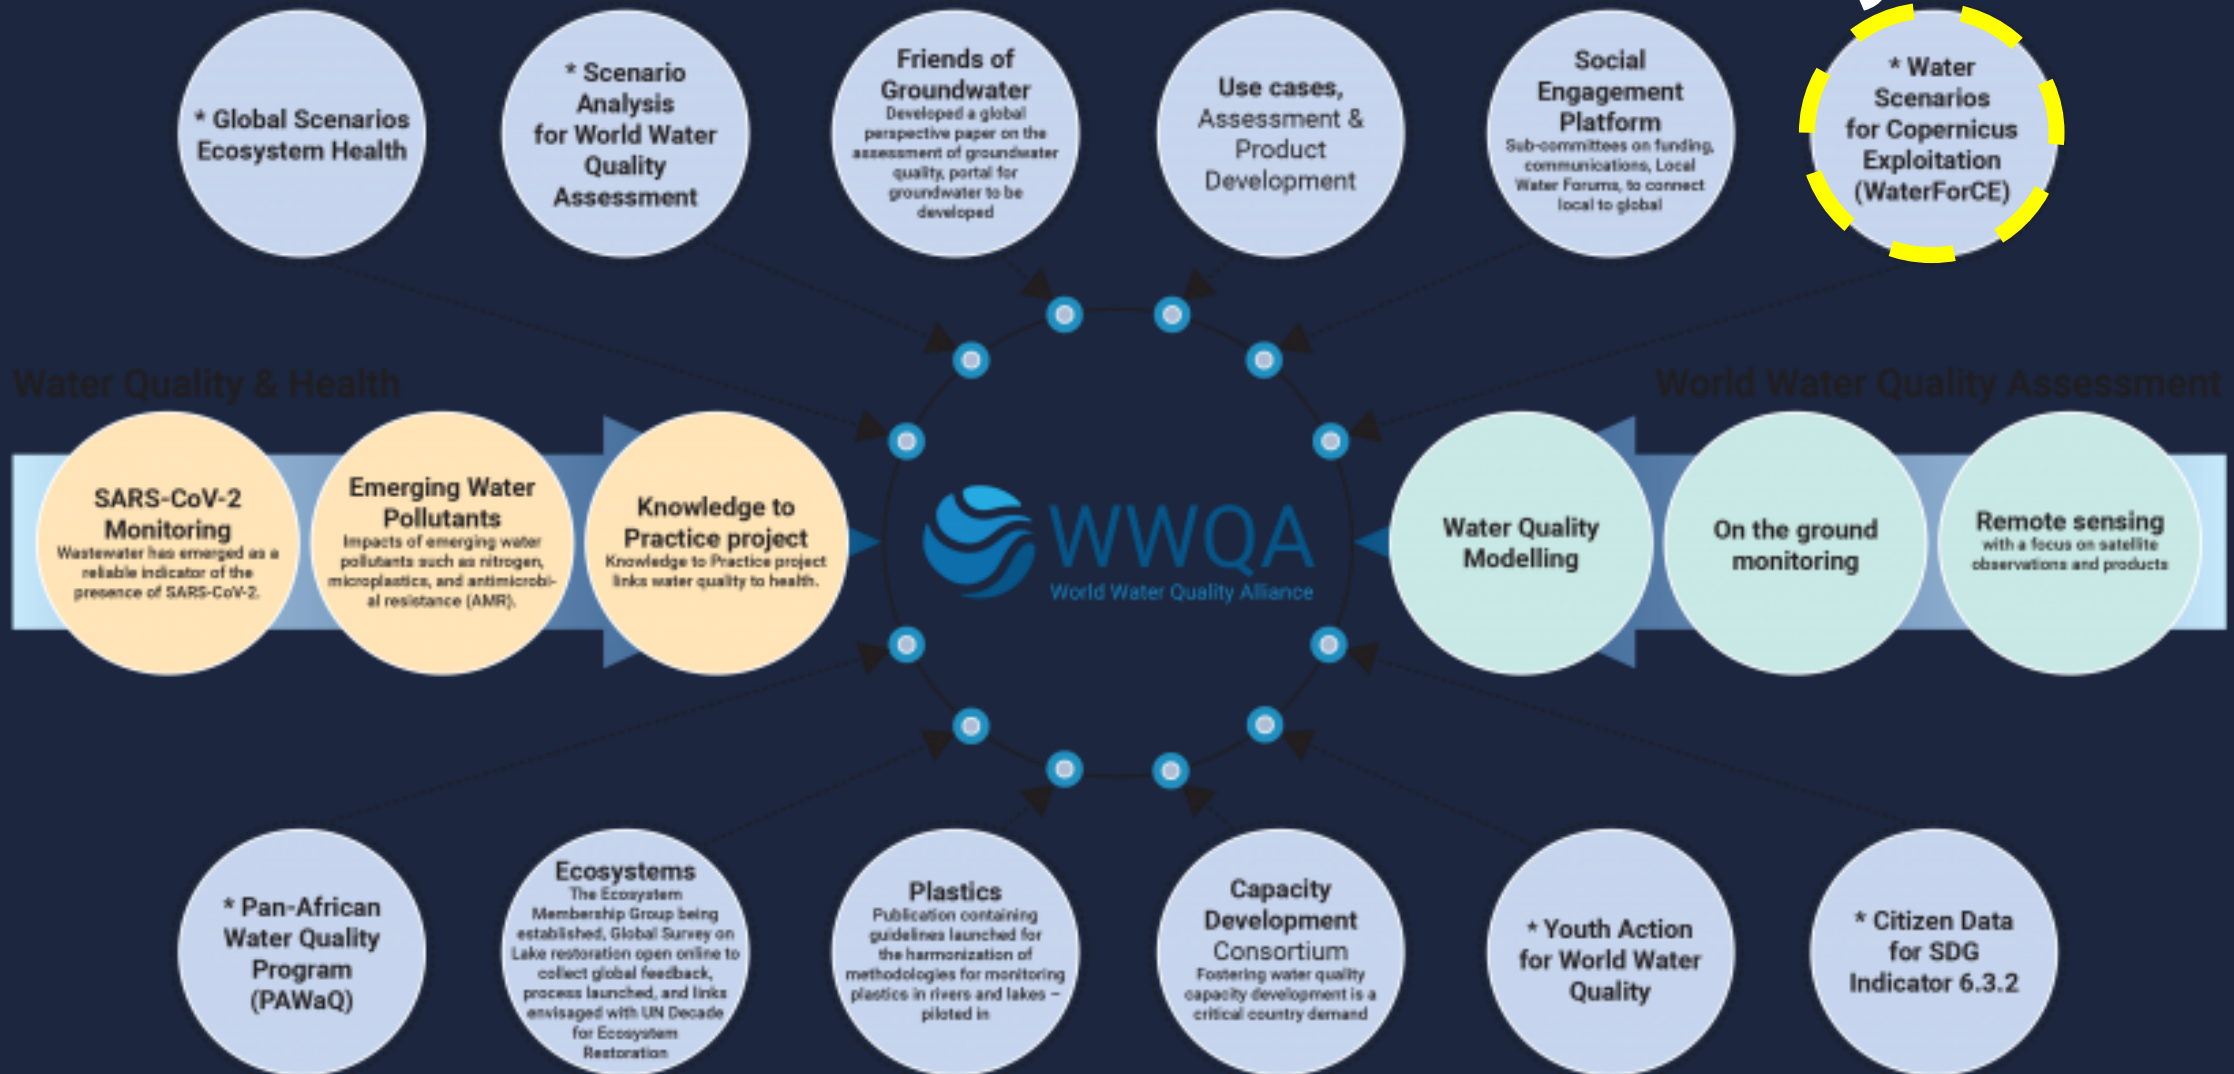 * Global Scenarios
Ecosystem Health
* Scenario
Analysis
for World Water
Quality
Assessment
Friends of
Groundwater
Developed a global
perspective paper on the
assessment of groundwater
quality, portal for
groundwater to be
developed
Use cases,
Assessment &
Product
Development
Social
Engagement
Platform
Sub-committees on funding,
communications, Local
Water Forums, to connect
local to global
* Water
Scenarios
for Copernicus
Exploitation
(WaterForCE)
Water Quality & Health
World Water Quality Assessment
SARS-CoV-2
Monitoring
Wastewater has emerged as a
reliable indicator of the
presence of SARS-CoV-2.
Emerging Water
Pollutants
Impacts of emerging water
pollutants such as nitrogen,
microplastics, and antimicrobi-
al resistance (AMR).
Knowledge to
Practice project
Knowledge to Practice project
links water quality to health.
WWQA
World Water Quality Alliance
Water Quality
Modelling
On the ground
monitoring
Remote sensing
with a focus on satellite
observations and products
* Pan-African
Water Quality
Program
(PAWaQ)
Ecosystems
The Ecosystem
Membership Group being
established, Global Survey on
Lake restoration open online to
collect global feedback,
process launched, and links
envisaged with UN Decade
for Ecosystem
Restoration
Plastics
Publication containing
guidelines launched for
the harmonization of
methodologies for monitoring
plastics in rivers and lakes –
piloted in
Capacity
Development
Consortium
Fostering water quality
capacity development is a
critical country demand
* Youth Action
for World Water
Quality
* Citizen Data
for SDG
Indicator 6.3.2